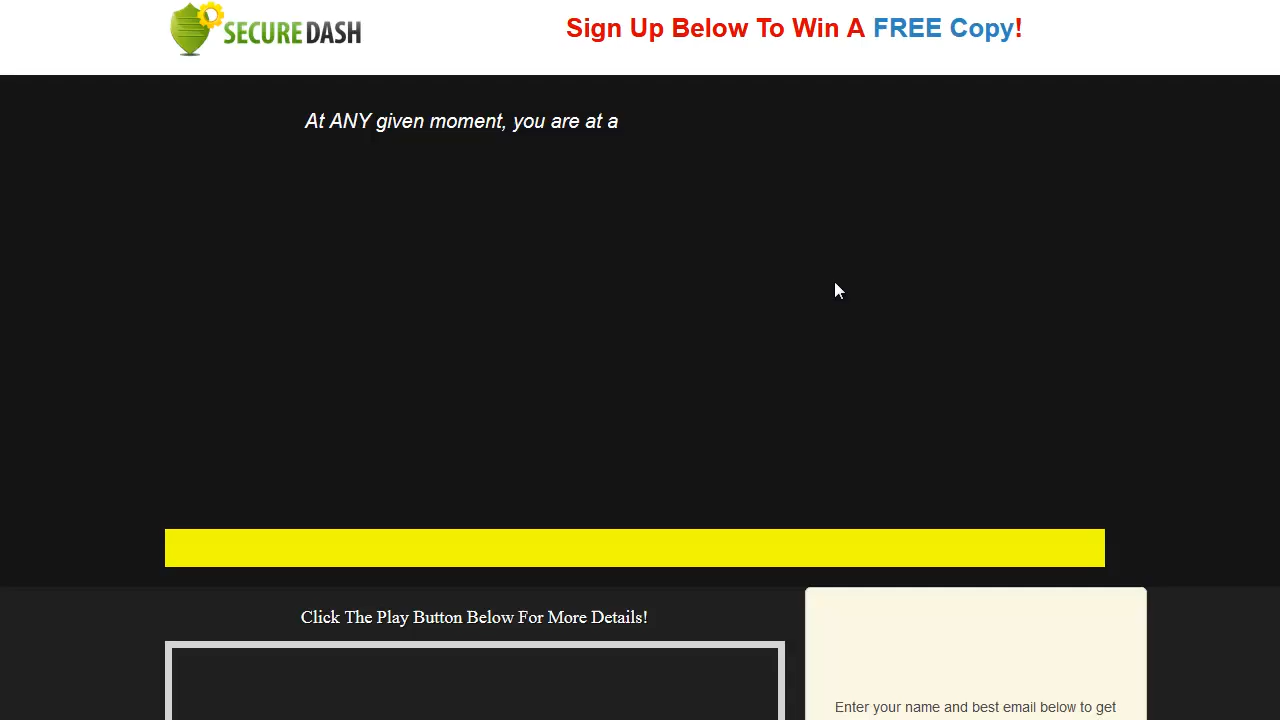 SECURE DASH
Sign Up Below To Win A FREE Copy!
At ANY given moment, you are at a
Click The Play Button Below For More Details!
Enter your name and best email below to get